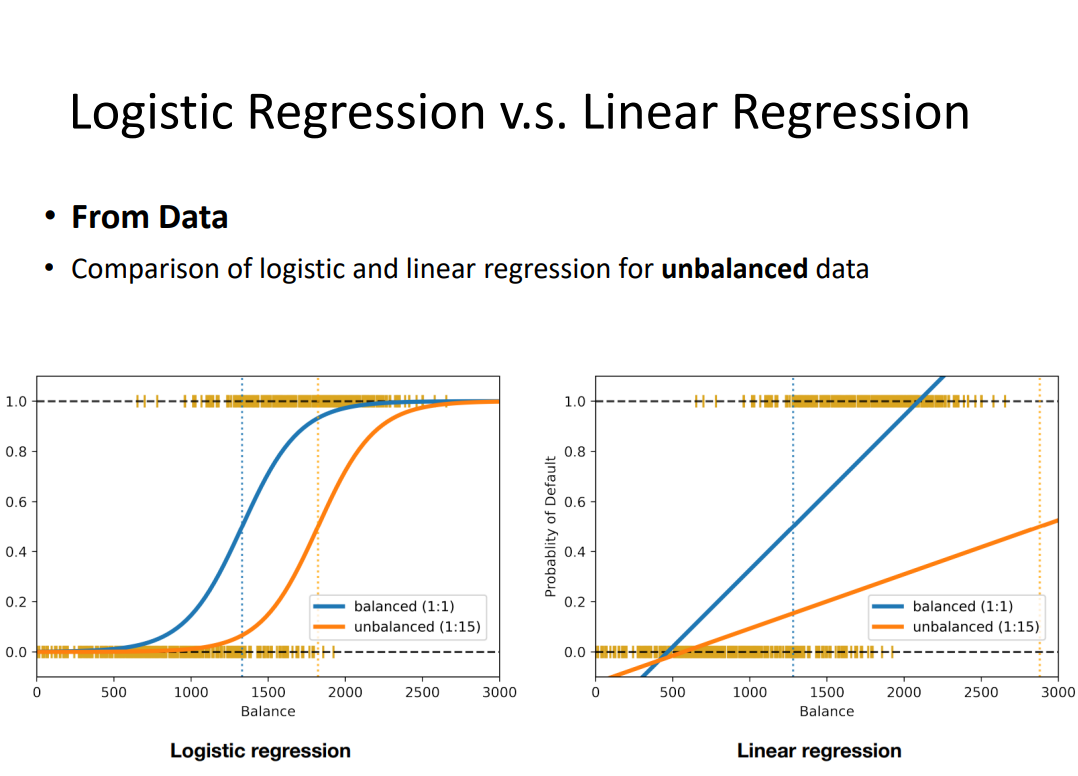 Logistic Regression v.s. Linear Regression
• From Data
• Comparison of logistic and linear regression for unbalanced data
1.0
0.8
0.6
0.4
0.2
0.0
balanced (1:1)
unbalanced (1:15)
0 500 1000 1500 2000 2500 3000
Balance
Logistic regression
Probablity of Default
1.0
0.8
0.6
0.4
0.2
0.0
balanced (1:1)
unbalanced (1:15)
0 500 1000 1500 2000 2500 3000
Balance
Linear regression